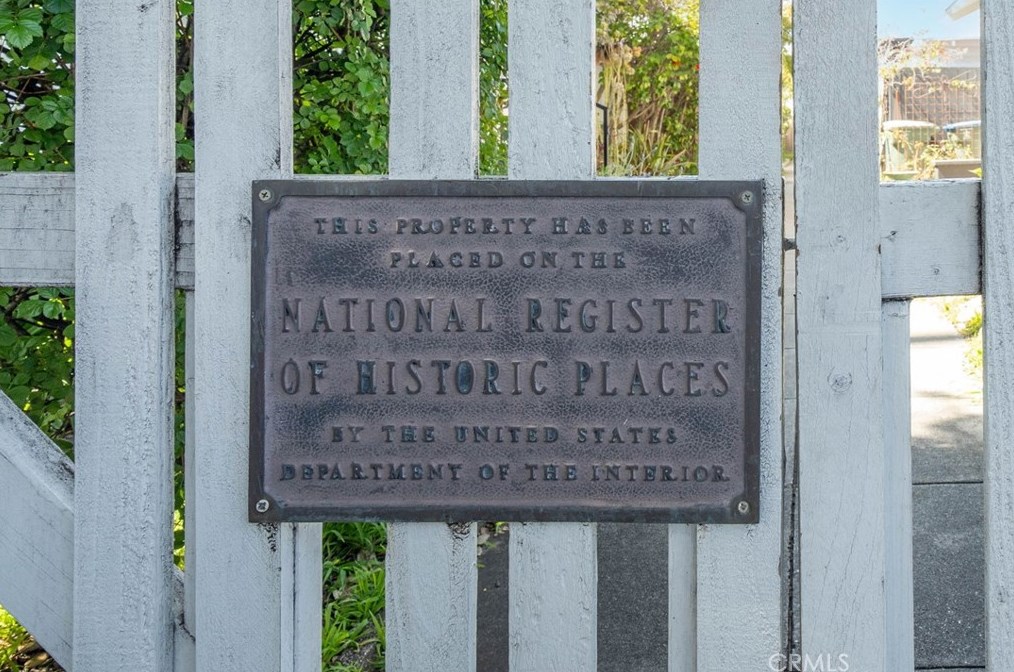 THIS PROPERTY HAS BEEN
PLACED ON THE
NATIONAL REGISTER
OF HISTORIC PLACES
BY THE UNITED STATES
DEPARTMENT OF THE INTERIOR
CRMLS